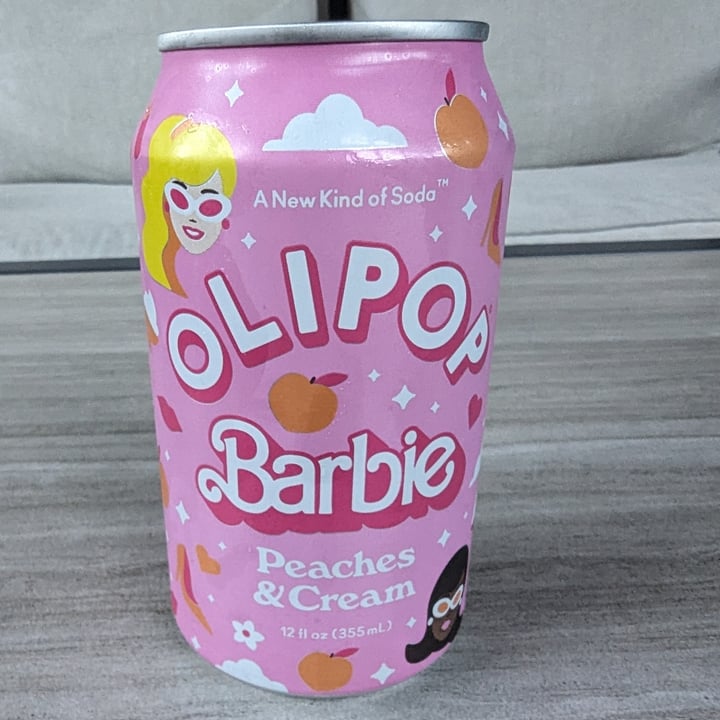 A New Kind of Soda™
OLIPOP
Barbie
Peaches
& Cream
12 fl oz (355 mL)